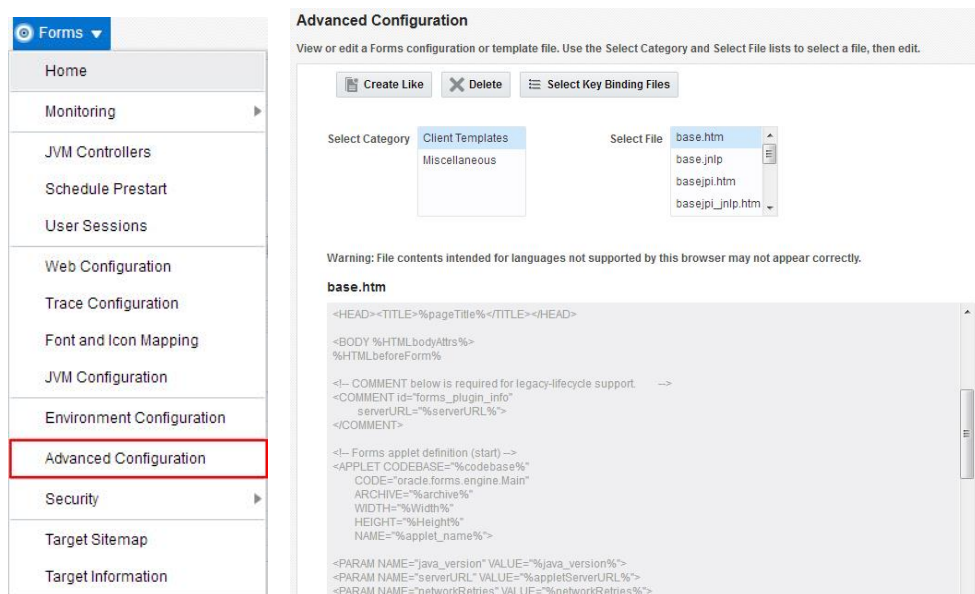 Forms
Home
Monitoring
JVM Controllers
Schedule Prestart
User Sessions
Web Configuration
Trace Configuration
Font and Icon Mapping
JVM Configuration
Environment Configuration
Advanced Configuration
Security
Target Sitemap
Target Information
Advanced Configuration
View or edit a Forms configuration or template file. Use the Select Category and Select File lists to select a file, then edit.
Create Like Delete Select Key Binding Files
Select Category Client Templates
Miscellaneous
Select File base.htm
base.jnlp
basejpi.htm
basejpi_jnlp.htm
Warning: File contents intended for languages not supported by this browser may not appear correctly.
base.htm
<HEAD><TITLE>%pageTitle%</TITLE></HEAD>
<BODY %HTMLbodyAttrs%>
%HTMLbeforeForm%
<!-- COMMENT below is required for legacy-lifecycle support. -->
<COMMENT id="forms_plugin_info"
serverURL="%serverURL%">
</COMMENT>
<!-- Forms applet definition (start) -->
<APPLET CODEBASE="%codebase%"
CODE="oracle.forms.engine.Main"
ARCHIVE="%archive%"
WIDTH="%Width%"
HEIGHT="%Height%"
NAME="%applet_name%">
<PARAM NAME="java_version" VALUE="%java_version%">
<PARAM NAME="serverURL" VALUE="%appletServerURL%">
<PARAM NAME="networkRetries" VALUE="%networkRetries%">